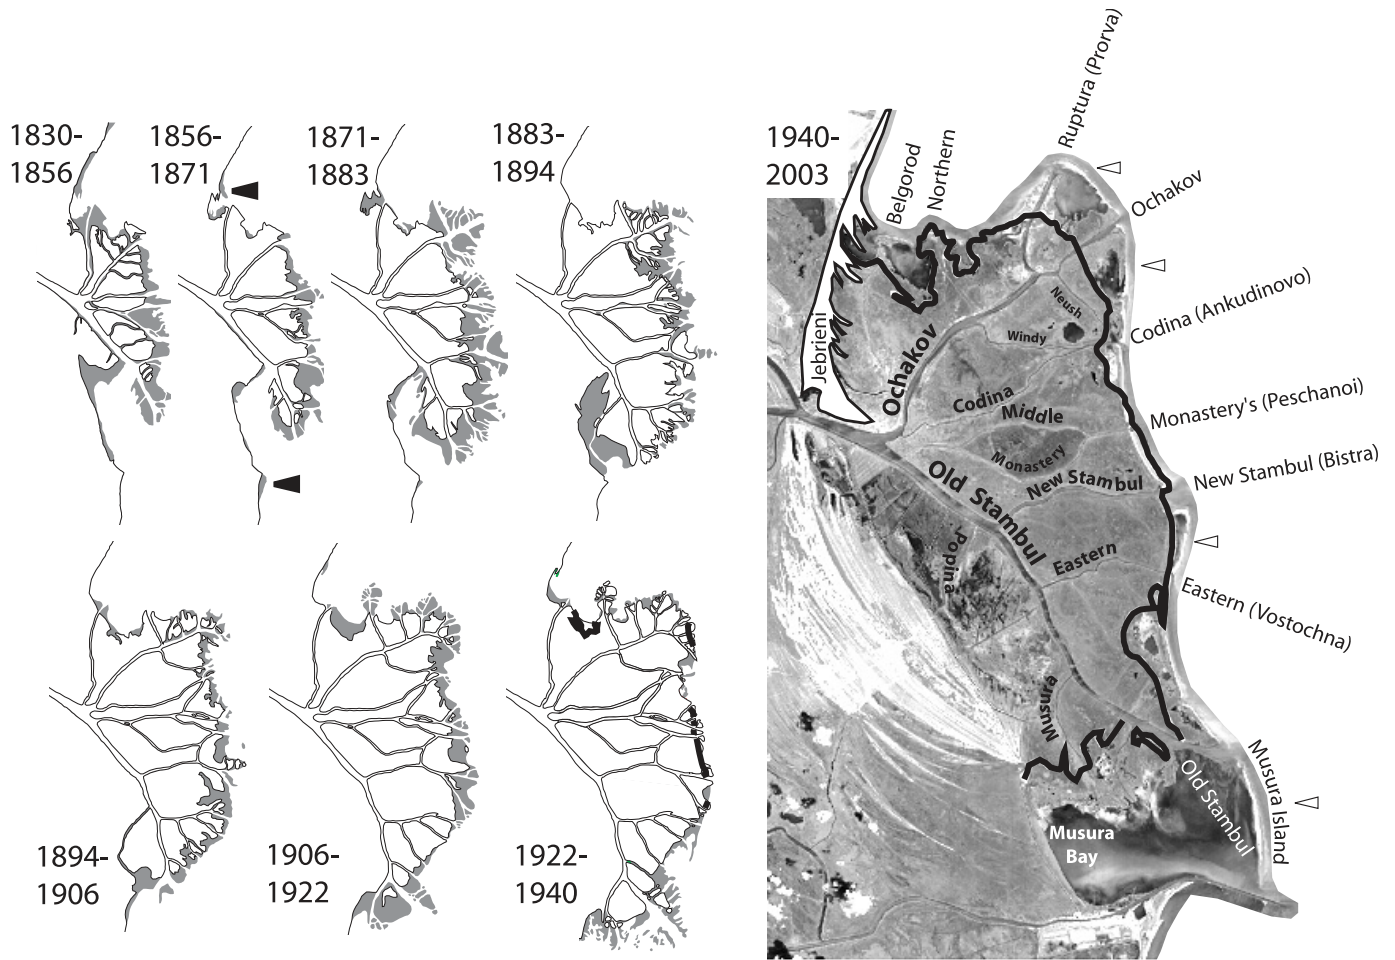 1830-
1856
1856-
1871
1871-
1883
1883-
1894
1894-
1906
1906-
1922
1922-
1940
1940-
2003
Ruptura (Prorva)
Belgorod
Northern
Ochakov
Codina (Ankudinovo)
Neush
Windy
Jebrieni
Ochakov
Codina
Middle
Monastery's (Peschanoi)
Monastery
New Stambul (Bistra)
Old Stambul
New Stambul
Popina
Eastern
Eastern (Vostochna)
Musura
Old Stambul
Musura Island
Musura
Bay